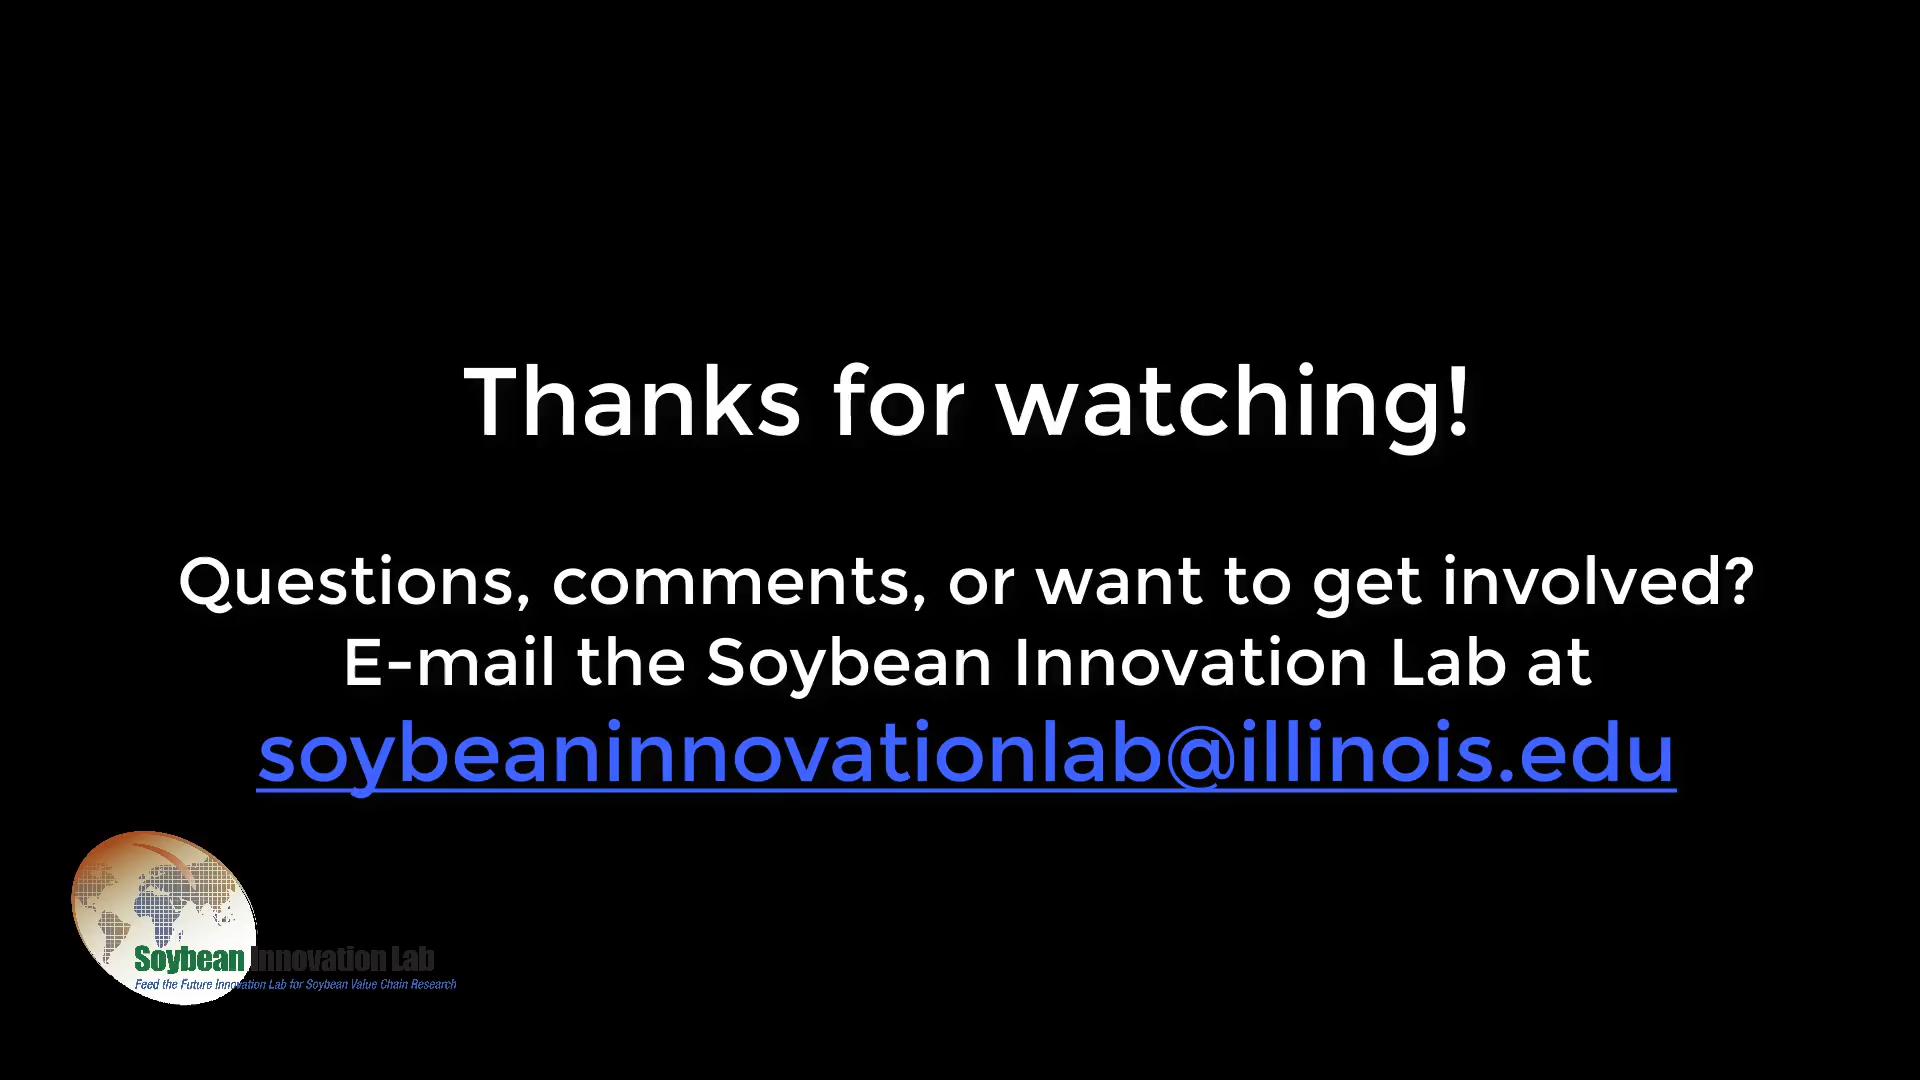 Thanks for watching!
Questions, comments, or want to get involved?
E-mail the Soybean Innovation Lab at
soybeaninnovationlab@illinois.edu
Soybean Innovation Lab
Feed the Future Innovation Lab for Soybean Value Chain Research